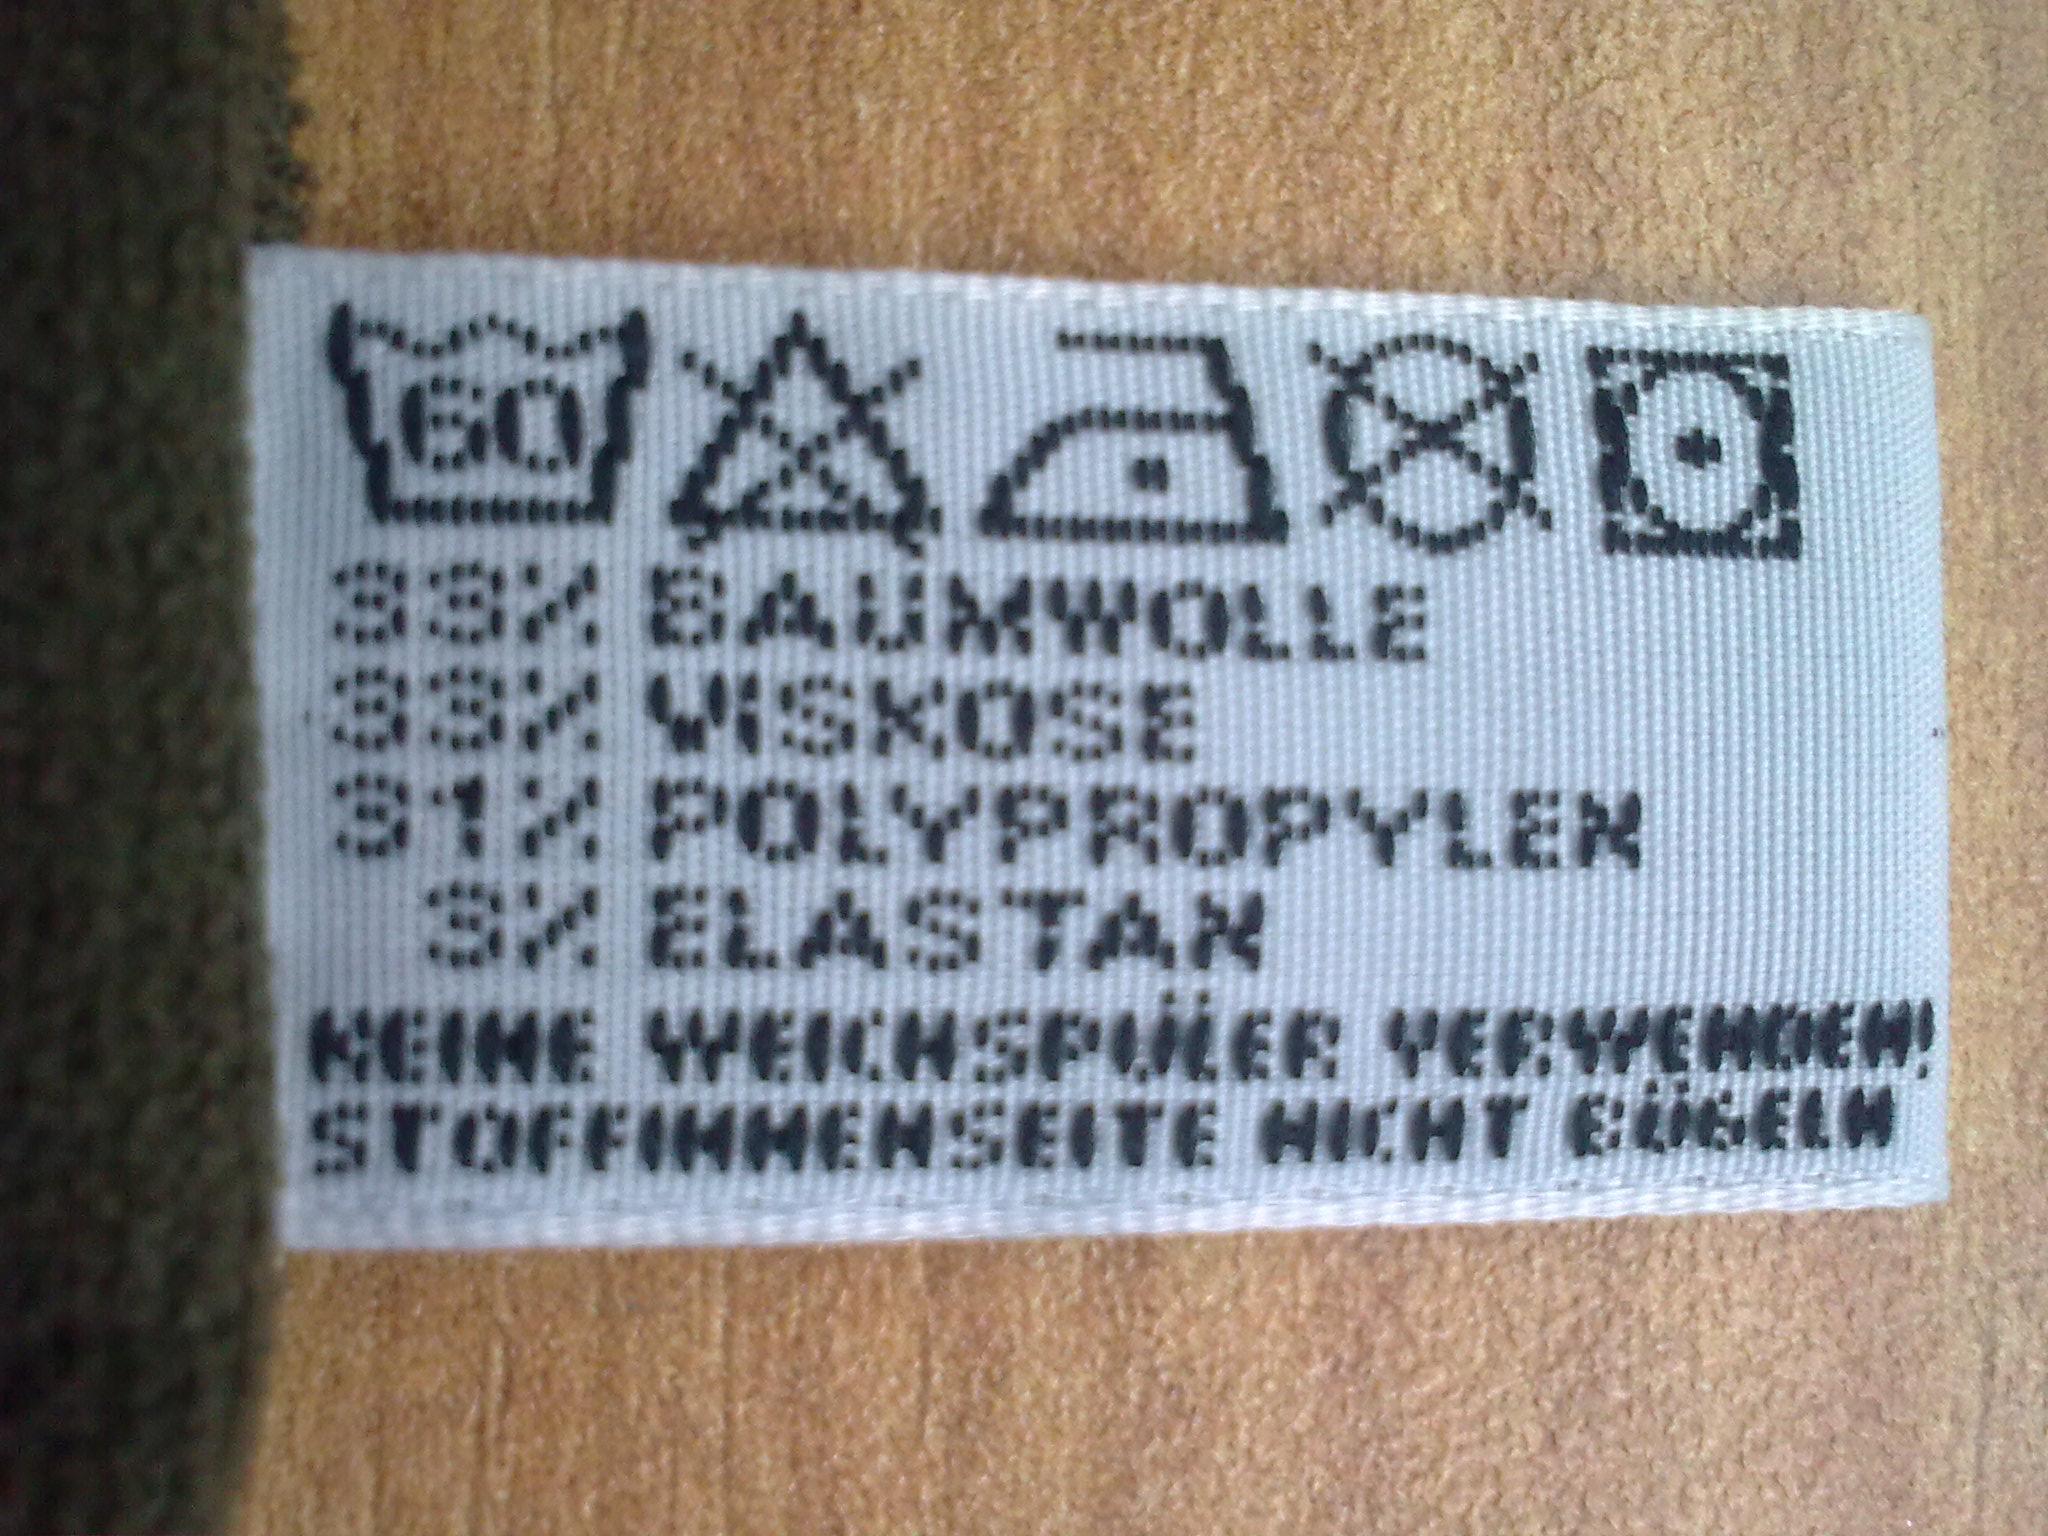 60
33% BAUMWOLLE
33% VISKOSE
31% POLYPROPYLEN
3% ELASTAN
KEINE WEICHSPÜLER VERWENDEN!
STOFFINNENSEITE NICHT BÜGELN